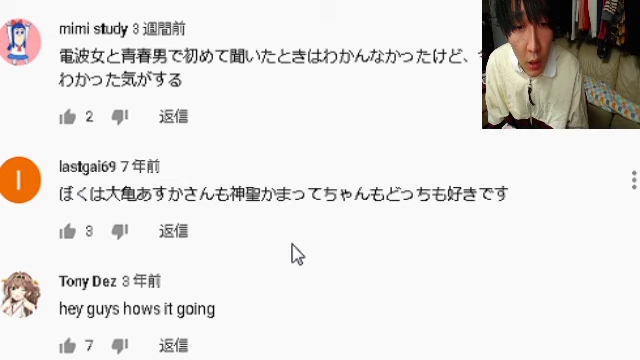 mimi study 3 週間前
電波女と青春男で初めて聞いたときはわかんなかったけど、
わかった気がする
2 返信
I
lastgai69 7 年前
ぼくは大亀あすかさんも神聖かまってちゃんもどっちも好きです
3 返信
Tony Dez 3 年前
hey guys hows it going
7 返信